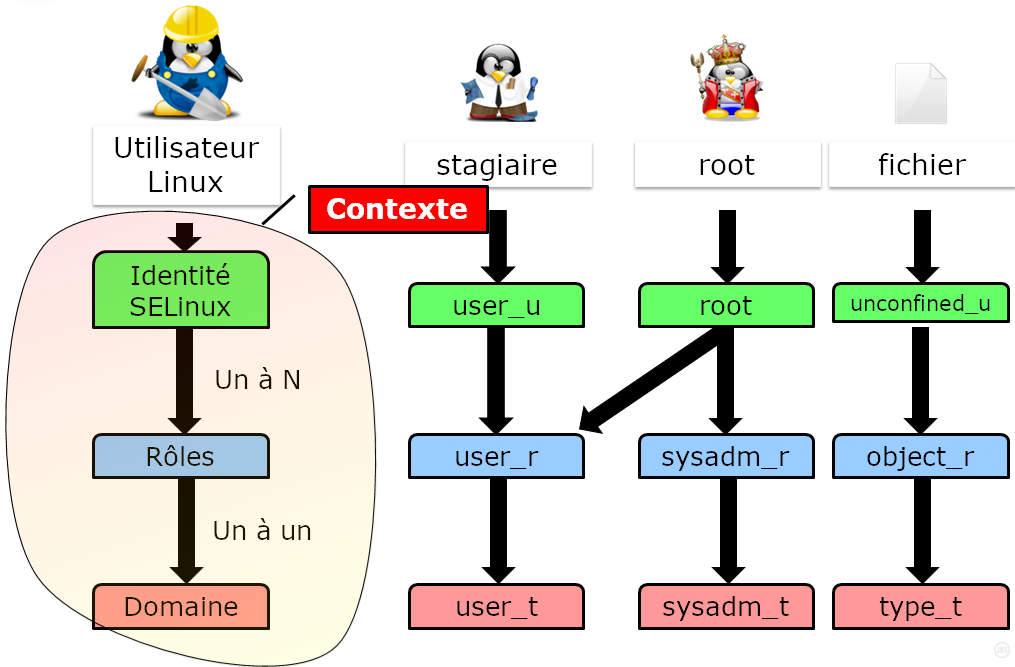 Utilisateur
Linux
stagiaire
root
fichier
Contexte
Identité
SELinux
user_u
root
unconfined_u
Un à N
Rôles
user_r
sysadm_r
object_r
Un à un
Domaine
user_t
sysadm_t
type_t